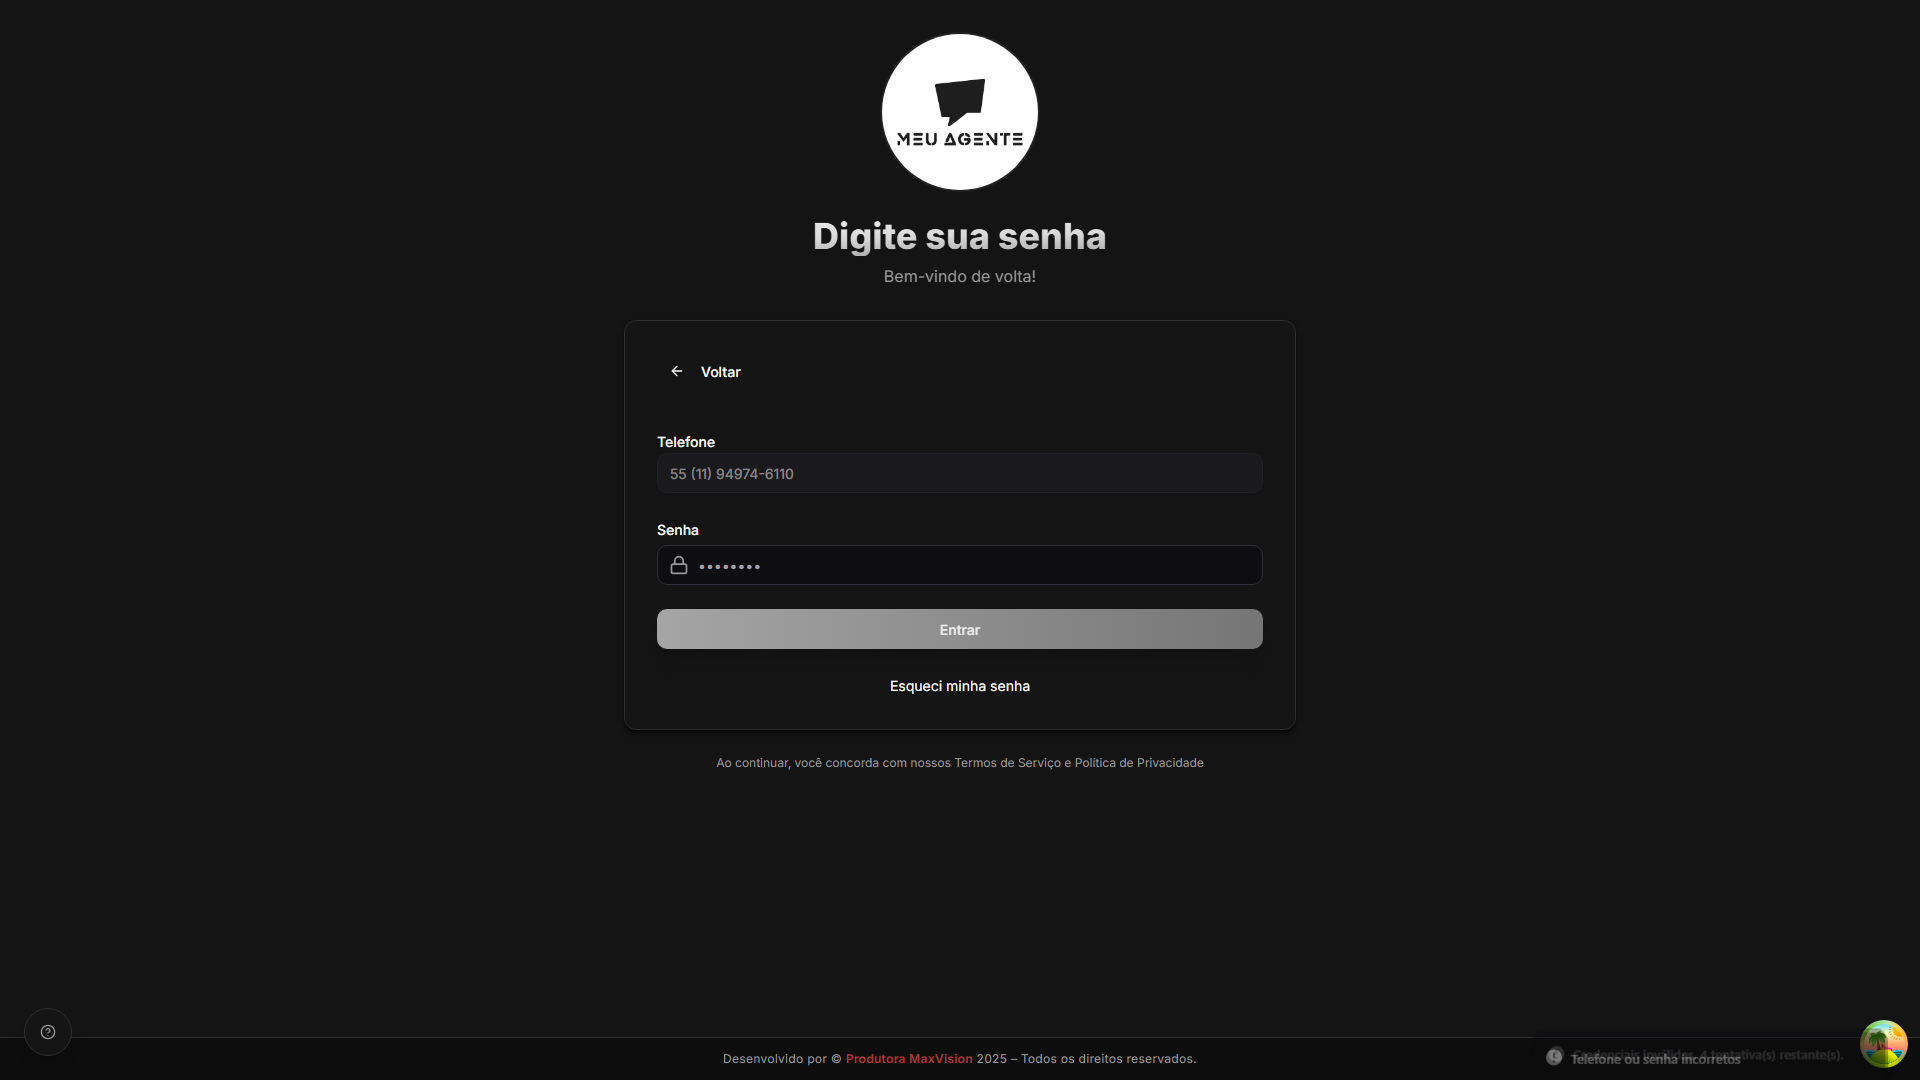 MEU AGENTE
Digite sua senha
Bem-vindo de volta!
Voltar
Telefone
55 (11) 94974-6110
Senha
••••••••
Entrar
Esqueci minha senha
Ao continuar, você concorda com nossos Termos de Serviço e Política de Privacidade
Desenvolvido por © Produtora MaxVision 2025 – Todos os direitos reservados.
Telefone ou senha incorretos
restante(s).